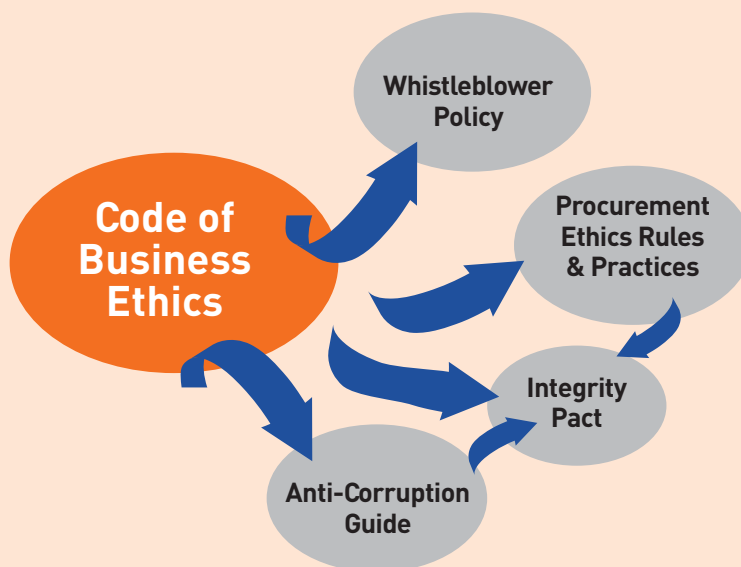 Whistleblower
Policy
Code of
Business
Ethics
Procurement
Ethics Rules
& Practices
Integrity
Pact
Anti-Corruption
Guide